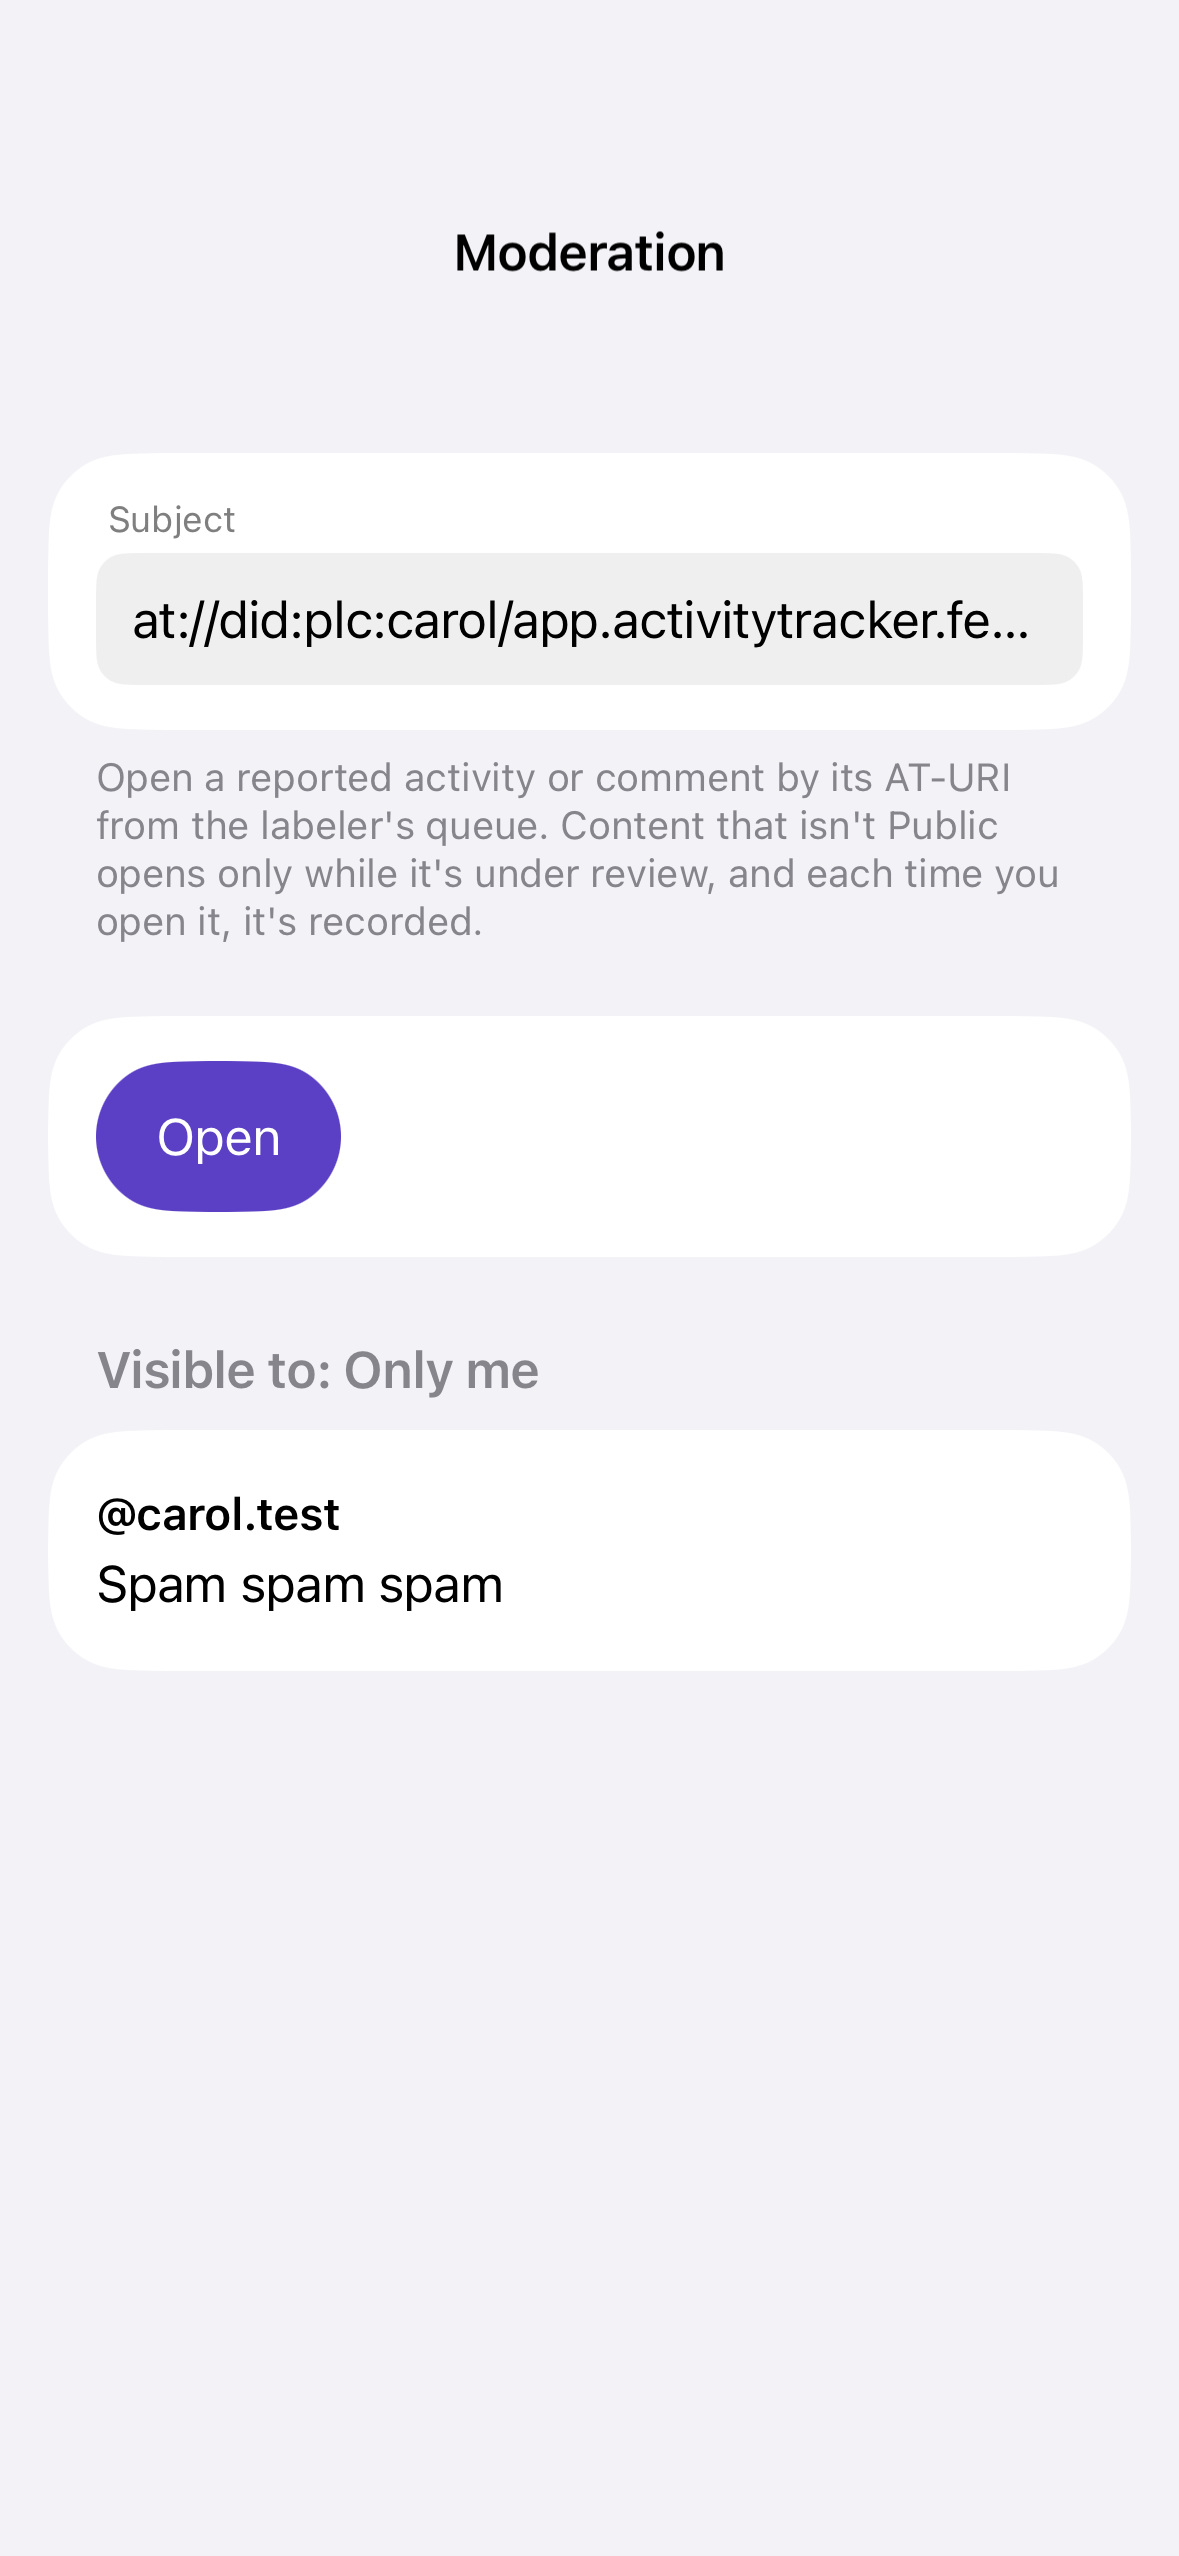 Moderation
Subject
at://did:plc:carol/app.activitytracker.fe...
Open a reported activity or comment by its AT-URI
from the labeler's queue. Content that isn't Public
opens only while it's under review, and each time you
open it, it's recorded.
Open
Visible to: Only me
@carol.test
Spam spam spam